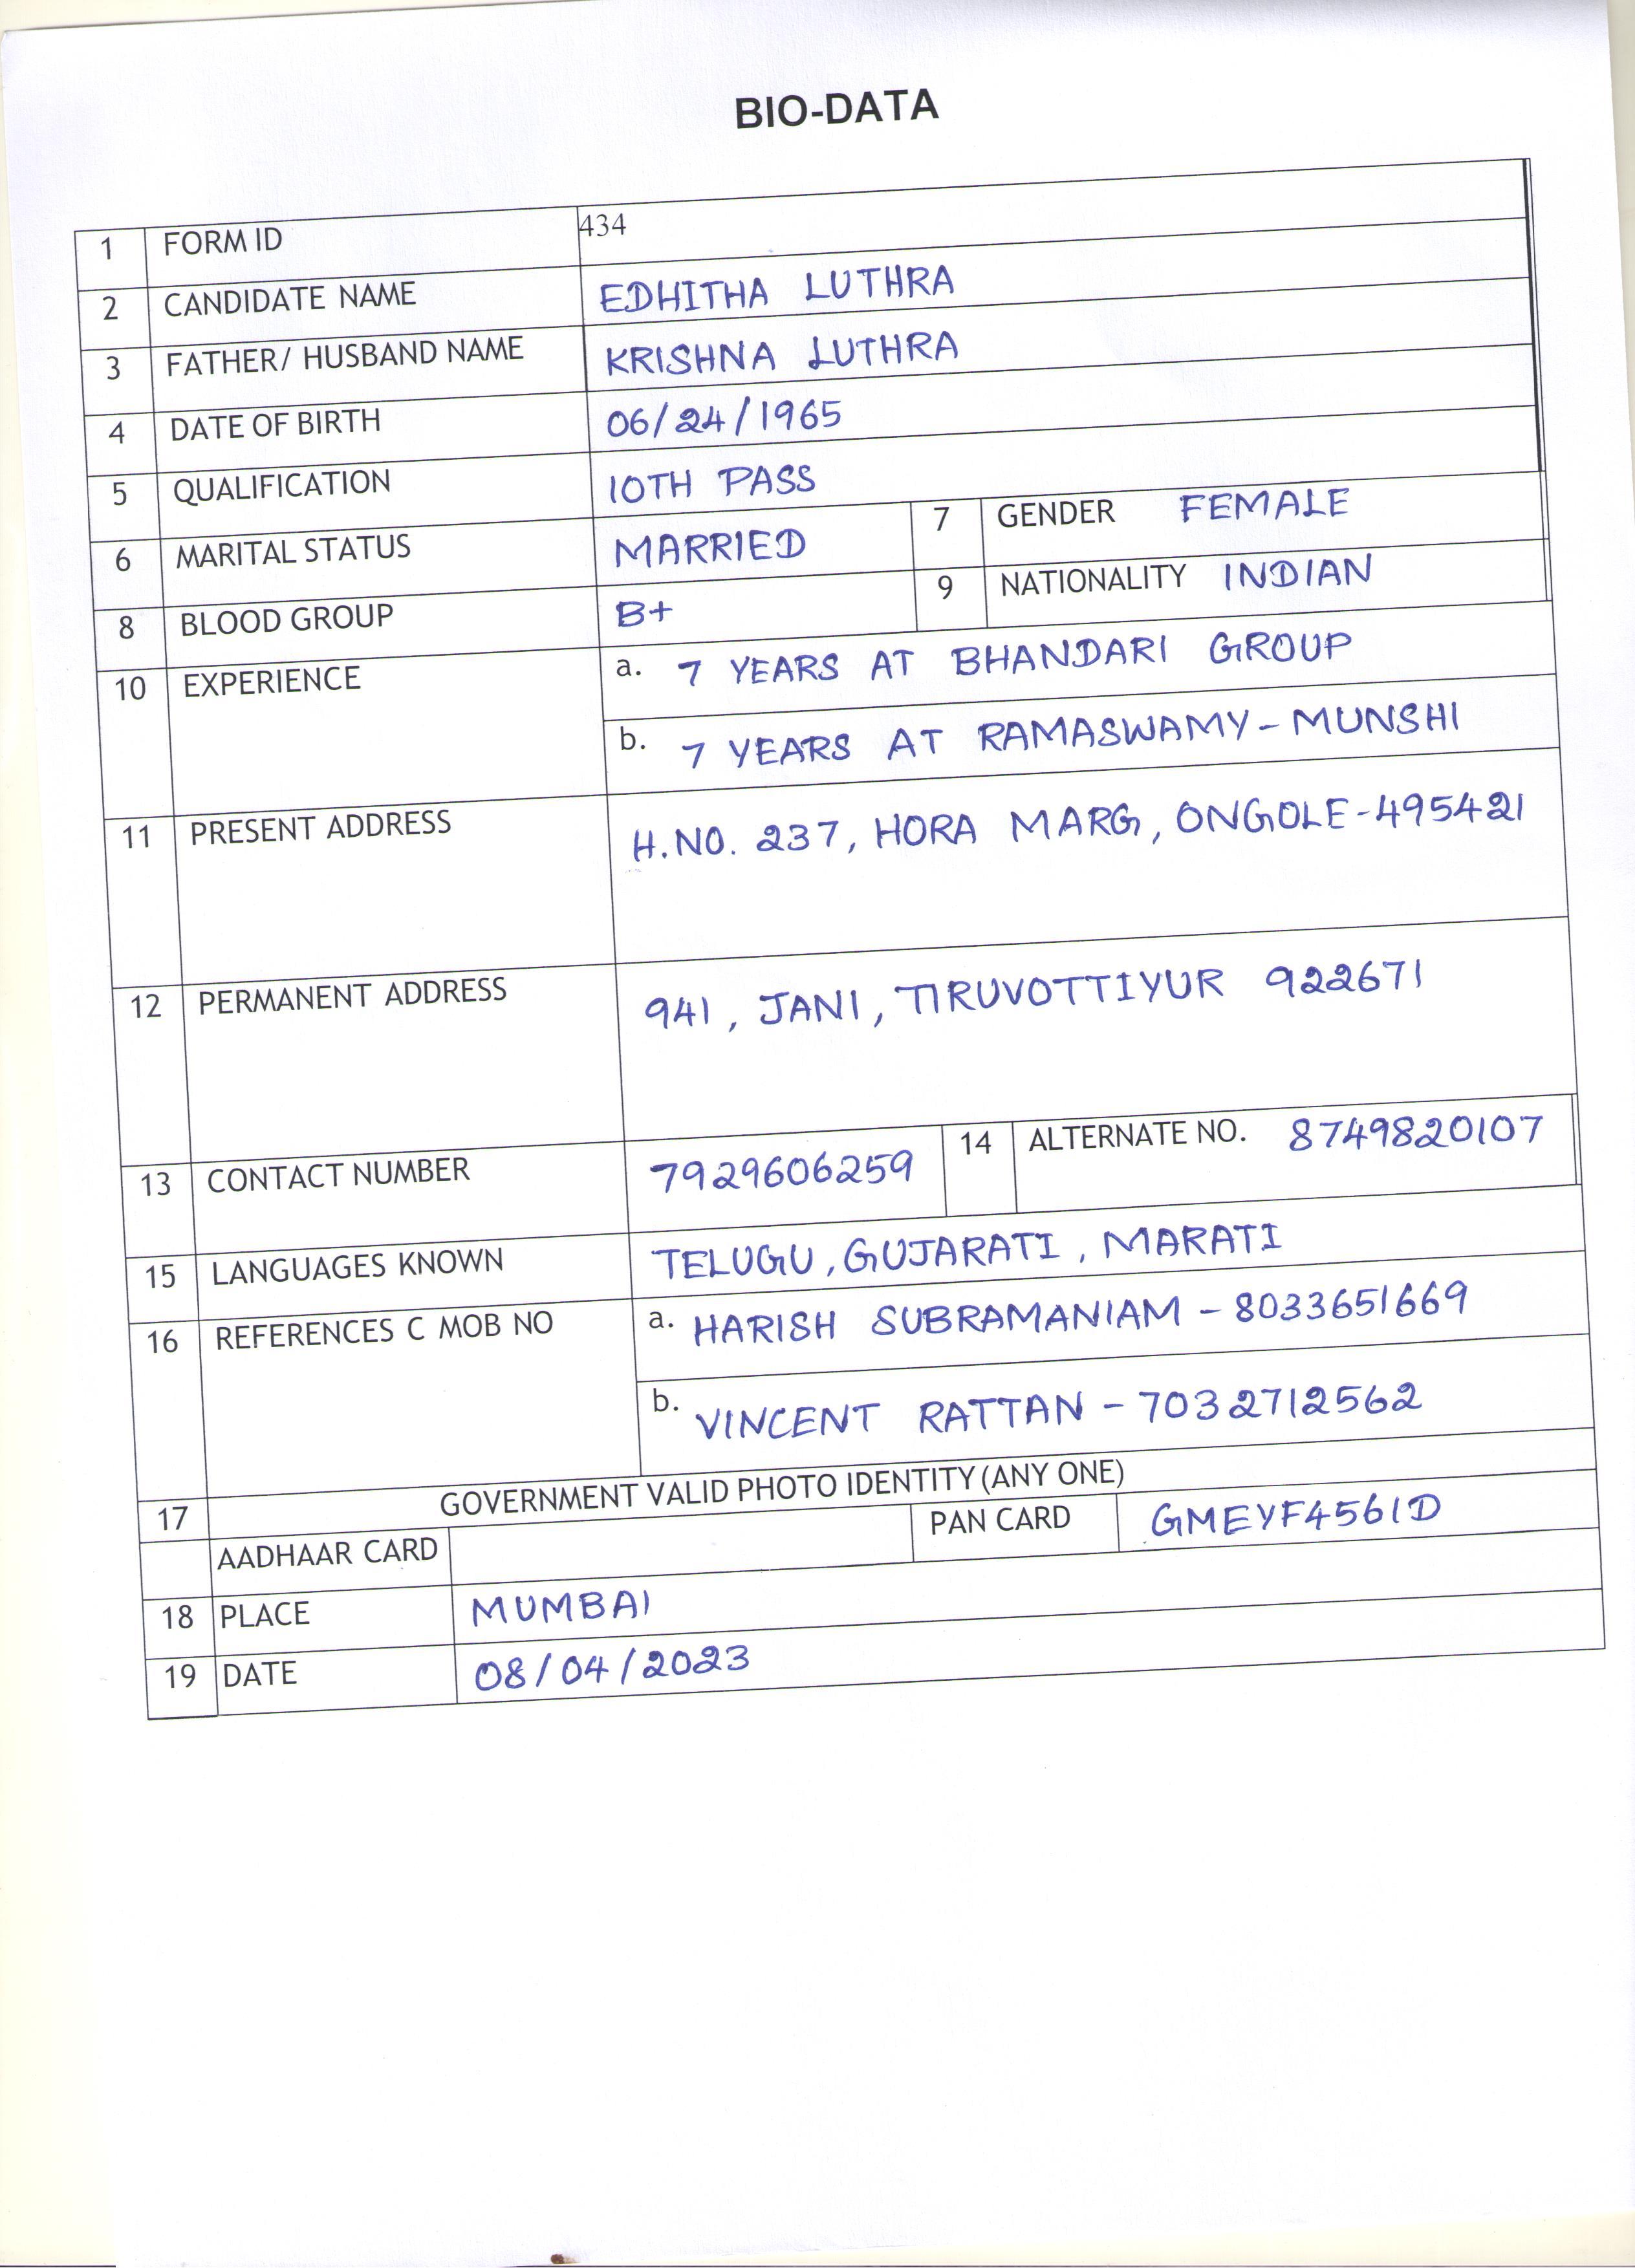 BIO-DATA
1 FORM ID 434
2 CANDIDATE NAME EDHITHA LUTHRA
3 FATHER/ HUSBAND NAME KRISHNA LUTHRA
4 DATE OF BIRTH 06/24/1965
5 QUALIFICATION 10TH PASS
6 MARITAL STATUS MARRIED 7 GENDER FEMALE
8 BLOOD GROUP B+ 9 NATIONALITY INDIAN
10 EXPERIENCE a. 7 YEARS AT BHANDARI GROUP
b. 7 YEARS AT RAMASWAMY-MUNSHI
11 PRESENT ADDRESS H.NO. 237, HORA MARG, ONGOLE-495421
12 PERMANENT ADDRESS 941, JANI, TIRUVOTTIYUR 922671
13 CONTACT NUMBER 7929606259 14 ALTERNATE NO. 8749820107
15 LANGUAGES KNOWN TELUGU, GUJARATI, MARATI
16 REFERENCES C MOB NO a. HARISH SUBRAMANIAM - 8033651669
b. VINCENT RATTAN - 7032712562
17 GOVERNMENT VALID PHOTO IDENTITY (ANY ONE)
AADHAAR CARD PAN CARD GMEYF4561D
18 PLACE MUMBAI
19 DATE 08/04/2023